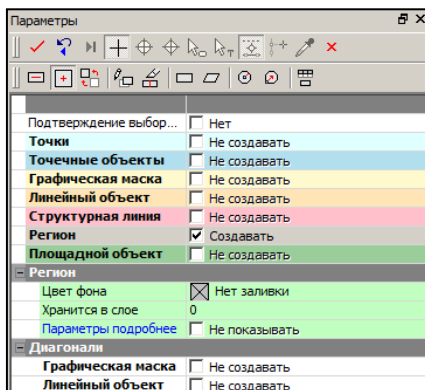 Параметры
Подтверждение выбор... Нет
Точки Не создавать
Точечные объекты Не создавать
Графическая маска Не создавать
Линейный объект Не создавать
Структурная линия Не создавать
Регион Создавать
Площадной объект Не создавать
Регион
Цвет фона Нет заливки
Хранится в слое 0
Параметры подробнее Не показывать
Диагонали
Графическая маска Не создавать
Линейный объект Не создавать